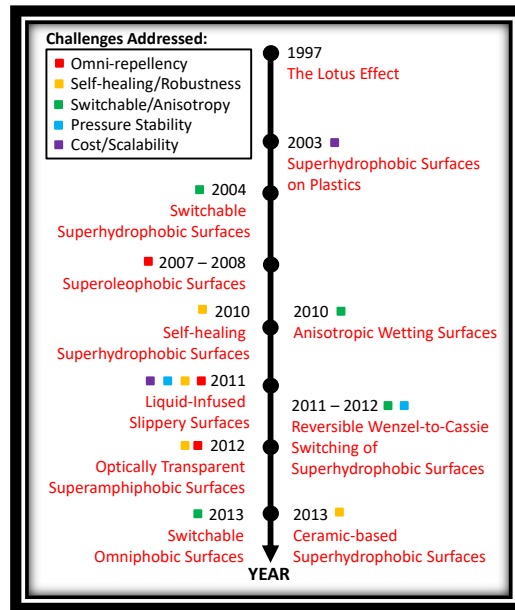 Challenges Addressed:
Omni-repellency
Self-healing/Robustness
Switchable/Anisotropy
Pressure Stability
Cost/Scalability
1997
The Lotus Effect
2003
Superhydrophobic Surfaces
on Plastics
2004
Switchable
Superhydrophobic Surfaces
2007 – 2008
Superoleophobic Surfaces
2010
Self-healing
Superhydrophobic Surfaces
2010
Anisotropic Wetting Surfaces
2011
Liquid-Infused
Slippery Surfaces
2011 – 2012
Reversible Wenzel-to-Cassie
Switching of
Superhydrophobic Surfaces
2012
Optically Transparent
Superamphiphobic Surfaces
2013
Switchable
Omniphobic Surfaces
2013
Ceramic-based
Superhydrophobic Surfaces
YEAR